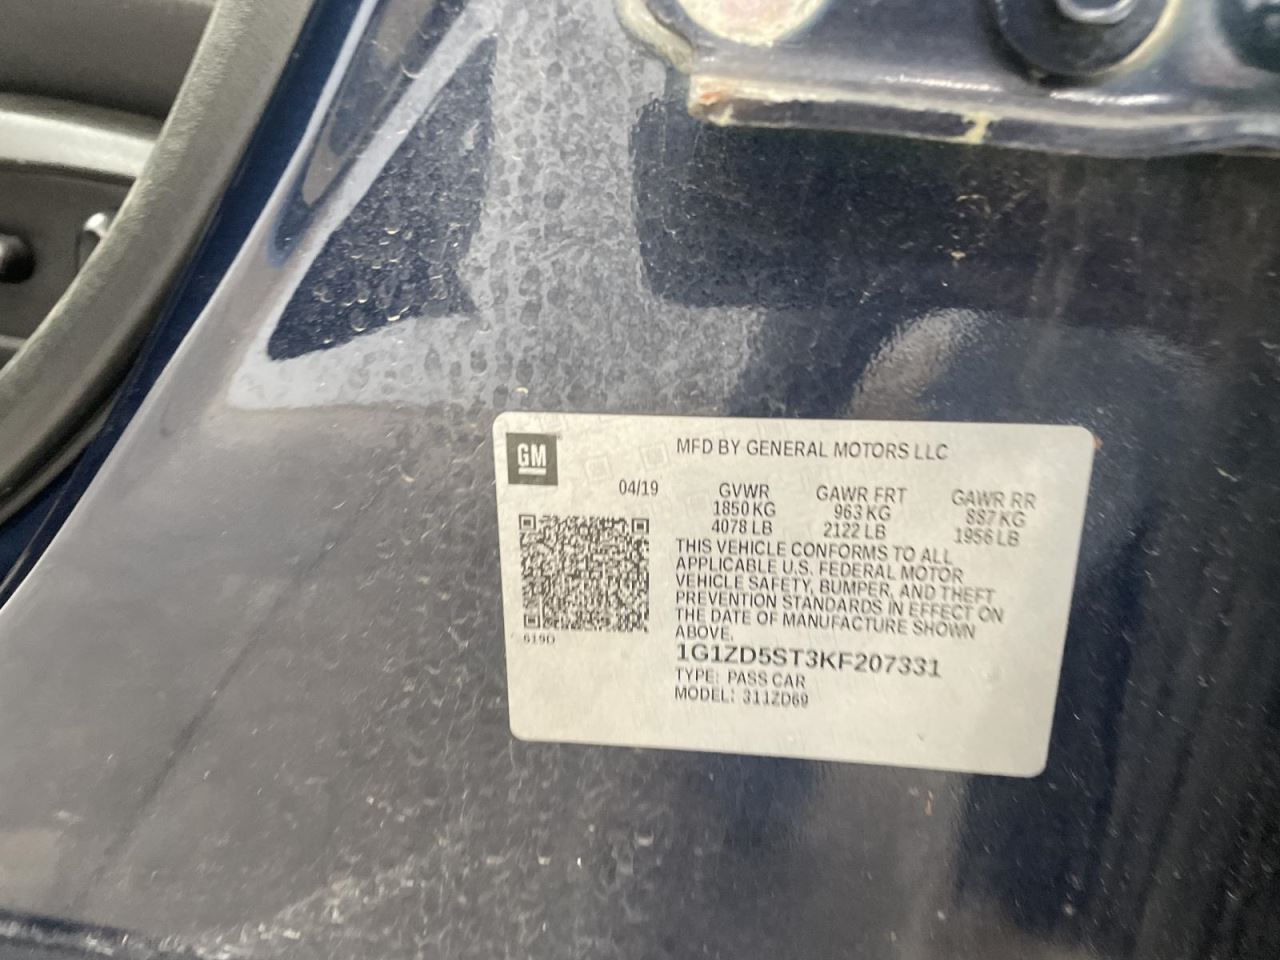 GM
MFD BY GENERAL MOTORS LLC
04/19
GVWR GAWR FRT GAWR RR
1850 KG 963 KG 887 KG
4078 LB 2122 LB 1956 LB
THIS VEHICLE CONFORMS TO ALL
APPLICABLE U.S. FEDERAL MOTOR
VEHICLE SAFETY, BUMPER, AND THEFT
PREVENTION STANDARDS IN EFFECT ON
THE DATE OF MANUFACTURE SHOWN
ABOVE.
619D
1G1ZD5ST3KF207331
TYPE: PASS CAR
MODEL: 311ZD69